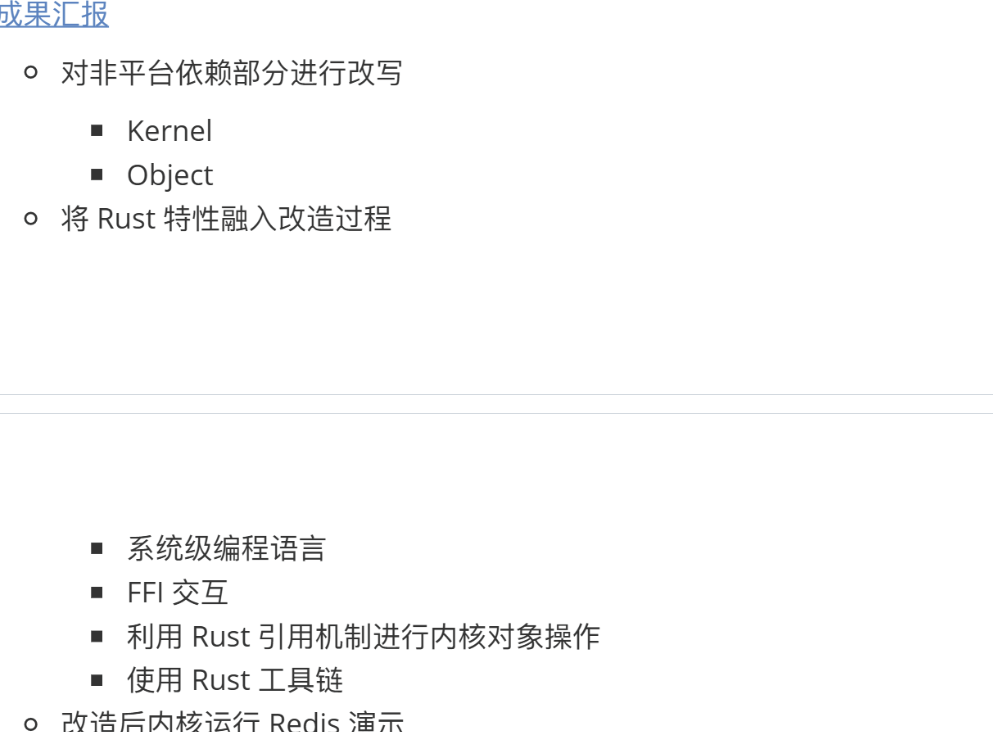 成果汇报
对非平台依赖部分进行改写
Kernel
Object
将 Rust 特性融入改造过程
系统级编程语言
FFI 交互
利用 Rust 引用机制进行内核对象操作
使用 Rust 工具链
改造后内核运行 Redis 演示